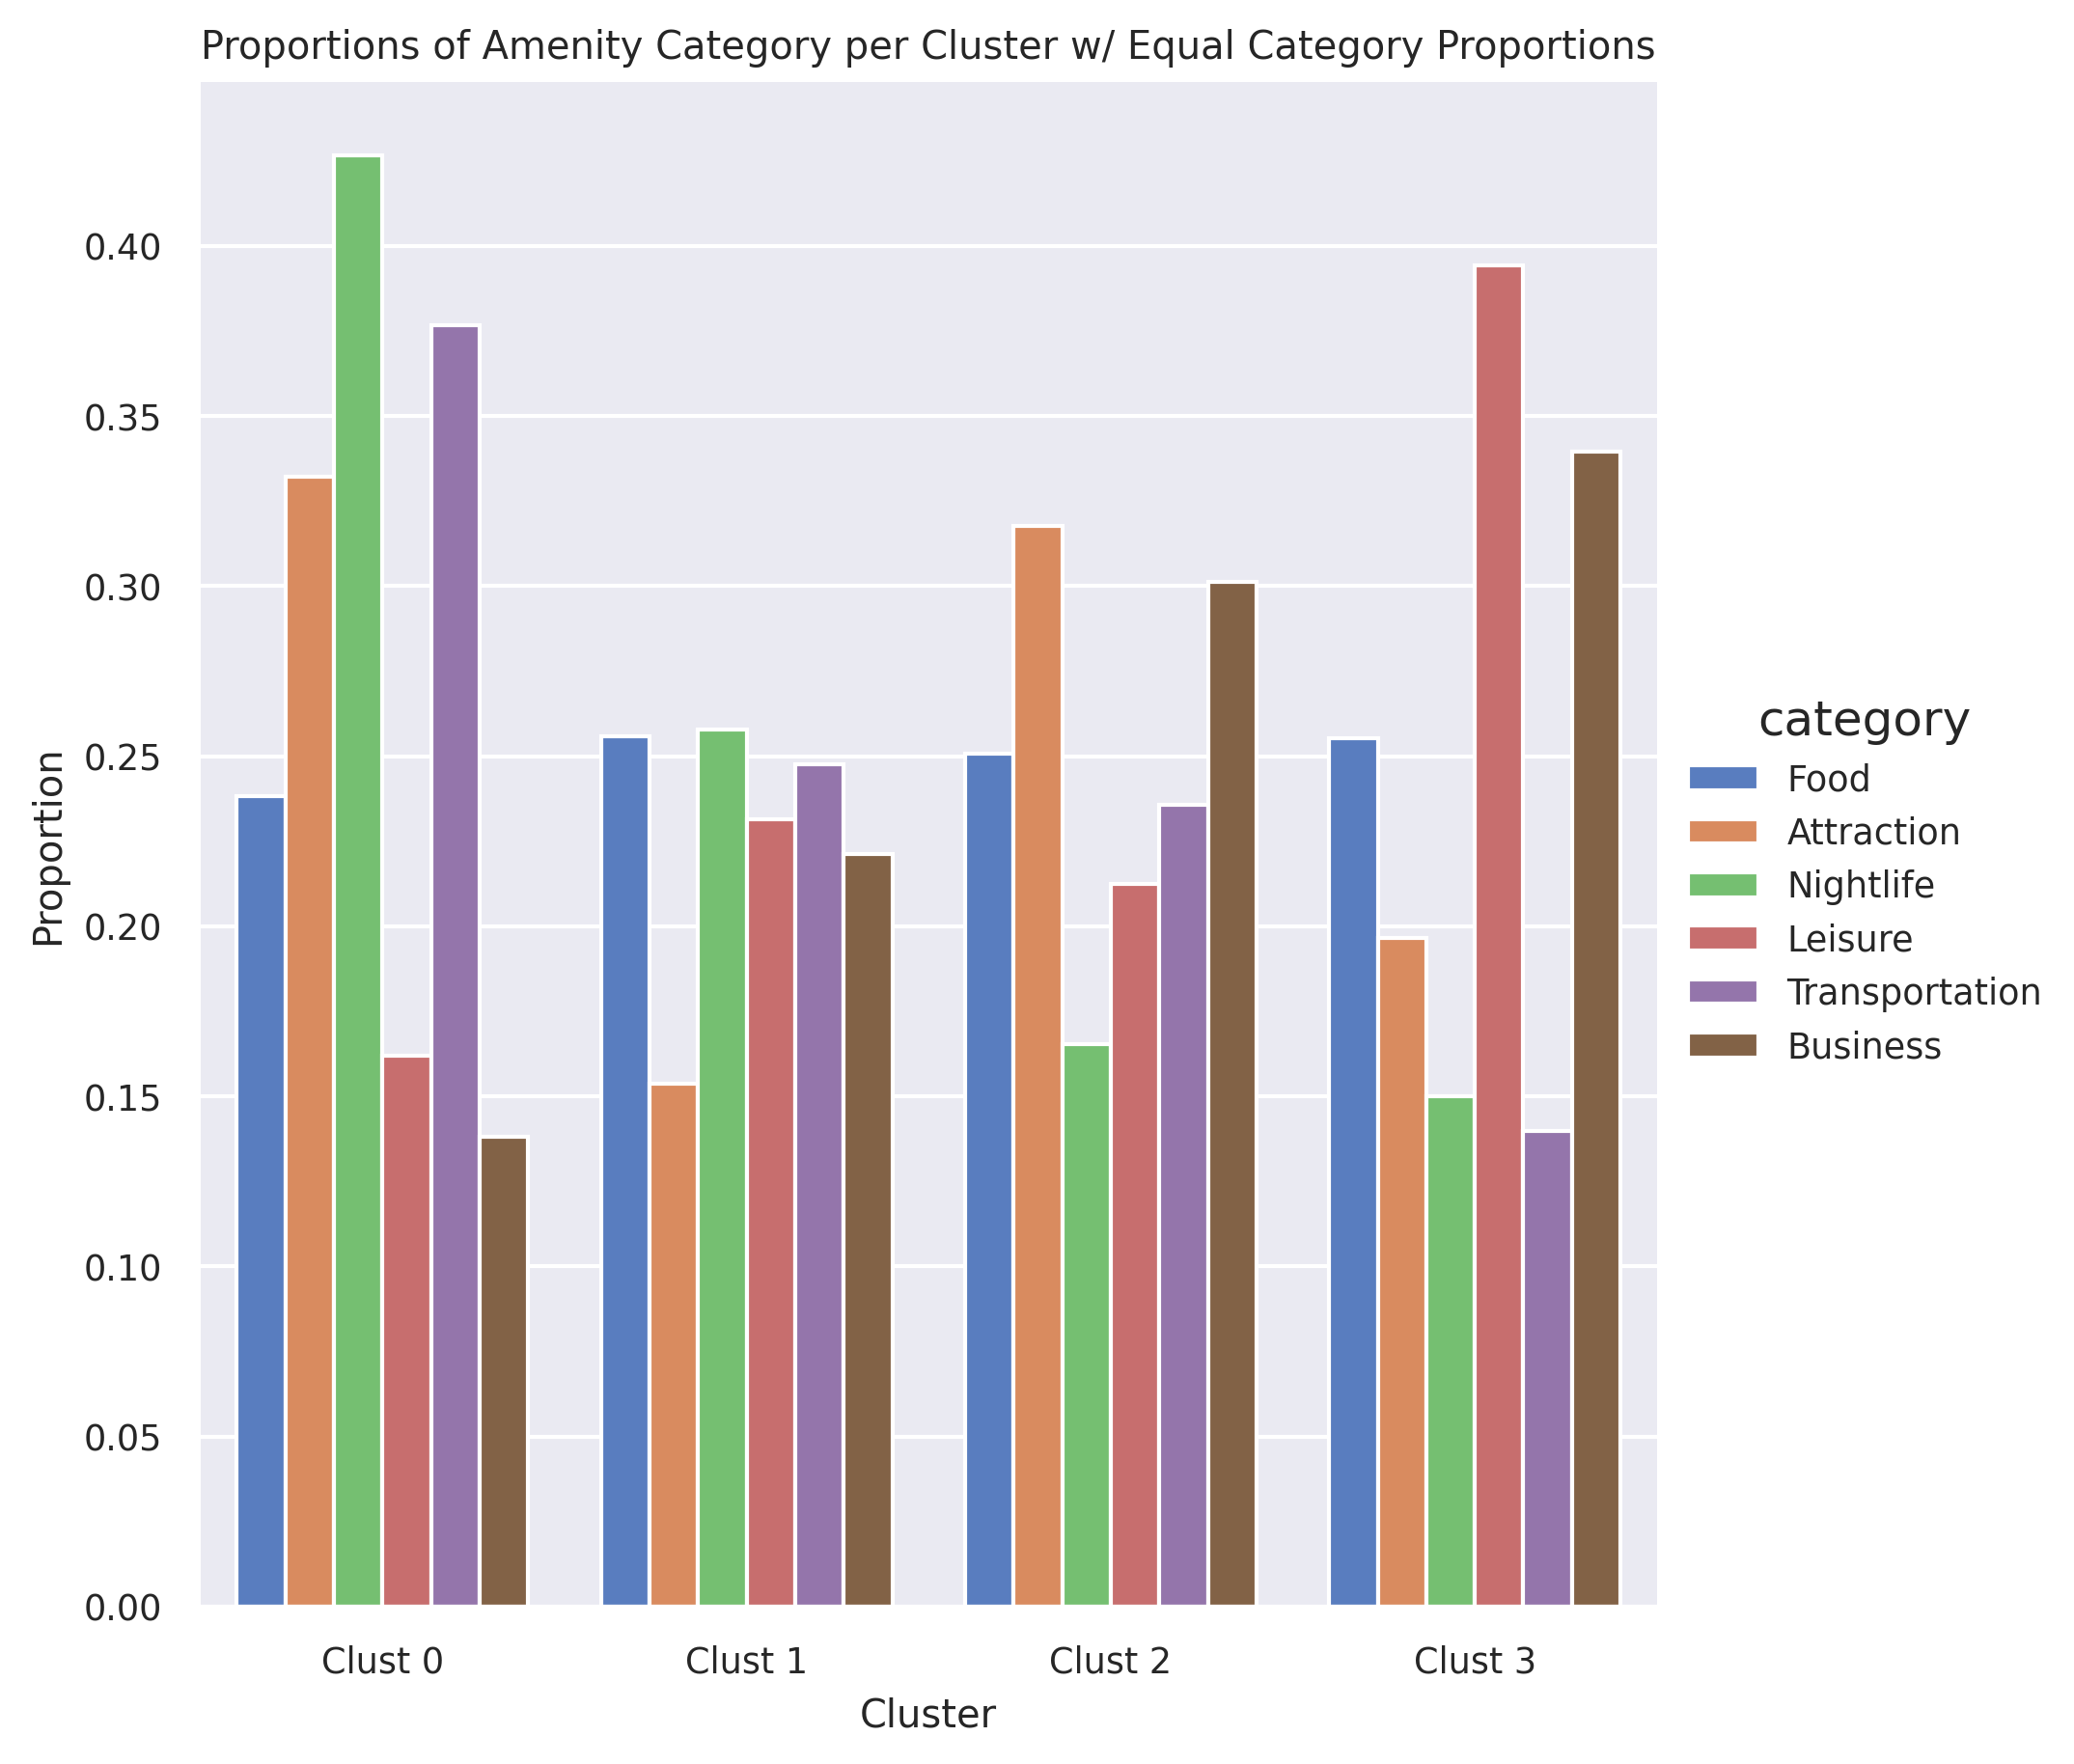 Proportions of Amenity Category per Cluster w/ Equal Category Proportions
0.40
0.35
0.30
0.25
0.20
0.15
0.10
0.05
0.00
Proportion
Clust 0
Clust 1
Clust 2
Clust 3
Cluster
category
Food
Attraction
Nightlife
Leisure
Transportation
Business